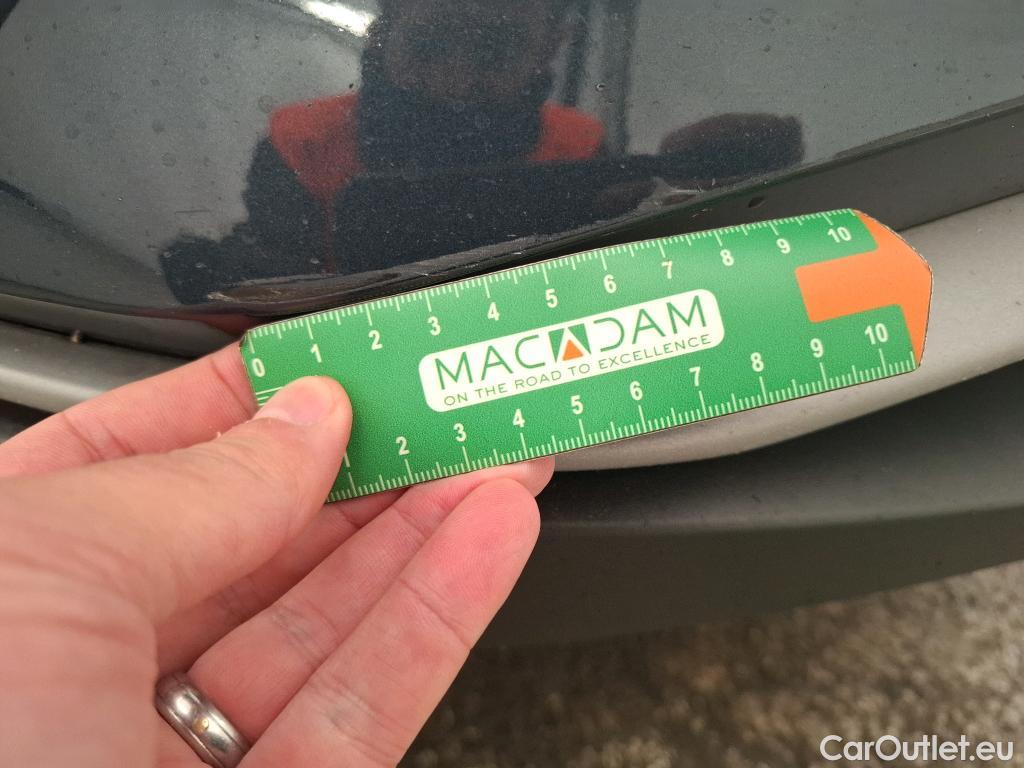 0 1 2 3 4 5 6 7 8 9 10
MACADAM
ON THE ROAD TO EXCELLENCE
1 2 3 4 5 6 7 8 9 10
CarOutlet.eu